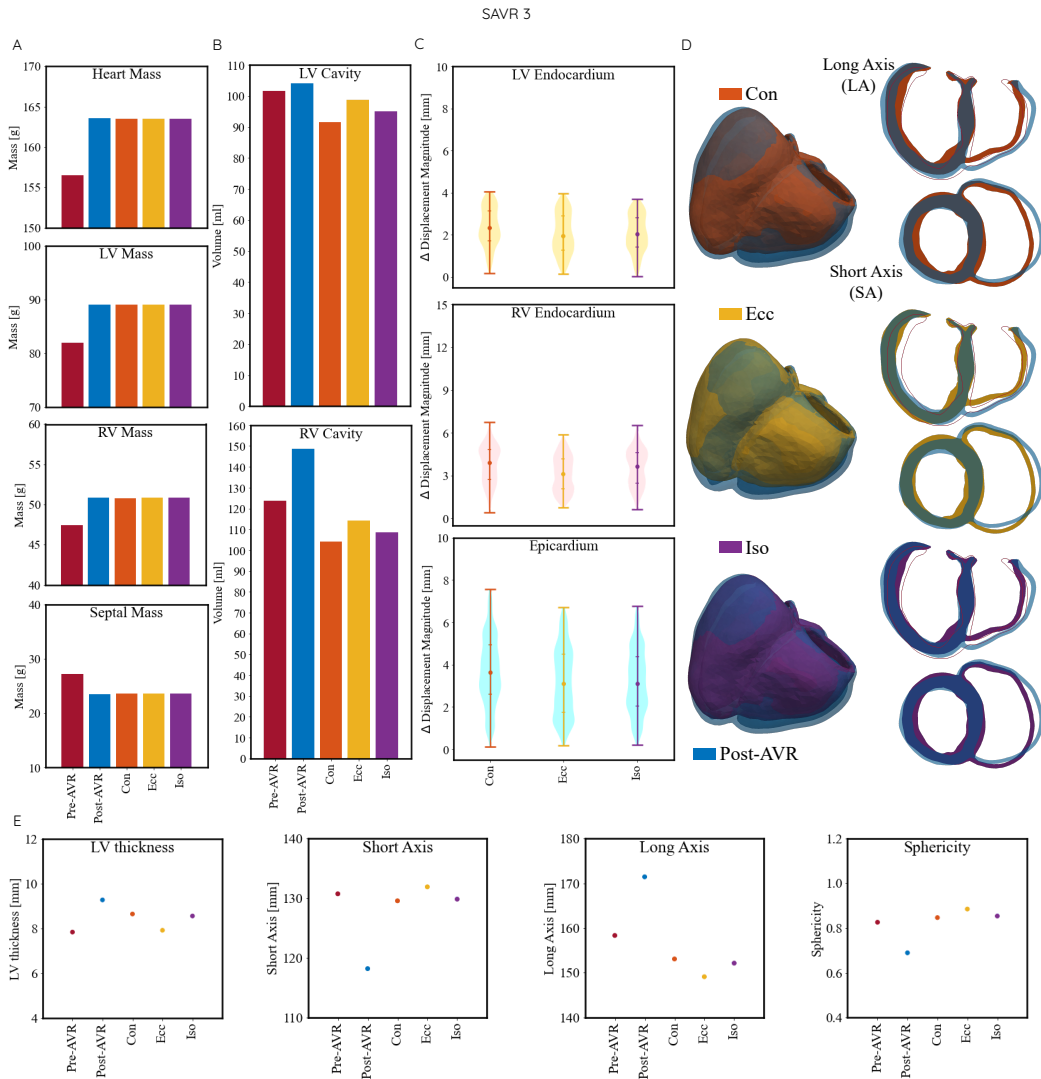 SAVR 3
A
Heart Mass
Mass [g]
170
165
160
155
150
LV Mass
Mass [g]
100
90
80
70
RV Mass
Mass [g]
60
55
50
45
40
Septal Mass
Mass [g]
40
30
20
10
Pre-AVR
Post-AVR
Con
Ecc
Iso
B
LV Cavity
Volume [ml]
110
100
90
80
70
60
50
40
30
20
10
0
RV Cavity
Volume [ml]
160
150
140
130
120
110
100
90
80
70
60
50
40
30
20
10
0
Pre-AVR
Post-AVR
Con
Ecc
Iso
C
LV Endocardium
Δ Displacement Magnitude [mm]
10
8
6
4
2
0
RV Endocardium
Δ Displacement Magnitude [mm]
15
12
9
6
3
0
Epicardium
Δ Displacement Magnitude [mm]
10
8
6
4
2
0
Con
Ecc
Iso
D
Long Axis
(LA)
Con
Short Axis
(SA)
Ecc
Iso
Post-AVR
E
LV thickness
LV thickness [mm]
12
10
8
6
4
Pre-AVR
Post-AVR
Con
Ecc
Iso
Short Axis
Short Axis [mm]
140
130
120
110
Pre-AVR
Post-AVR
Con
Ecc
Iso
Long Axis
Long Axis [mm]
180
170
160
150
140
Pre-AVR
Post-AVR
Con
Ecc
Iso
Sphericity
Sphericity
1.2
1.0
0.8
0.6
0.4
Pre-AVR
Post-AVR
Con
Ecc
Iso